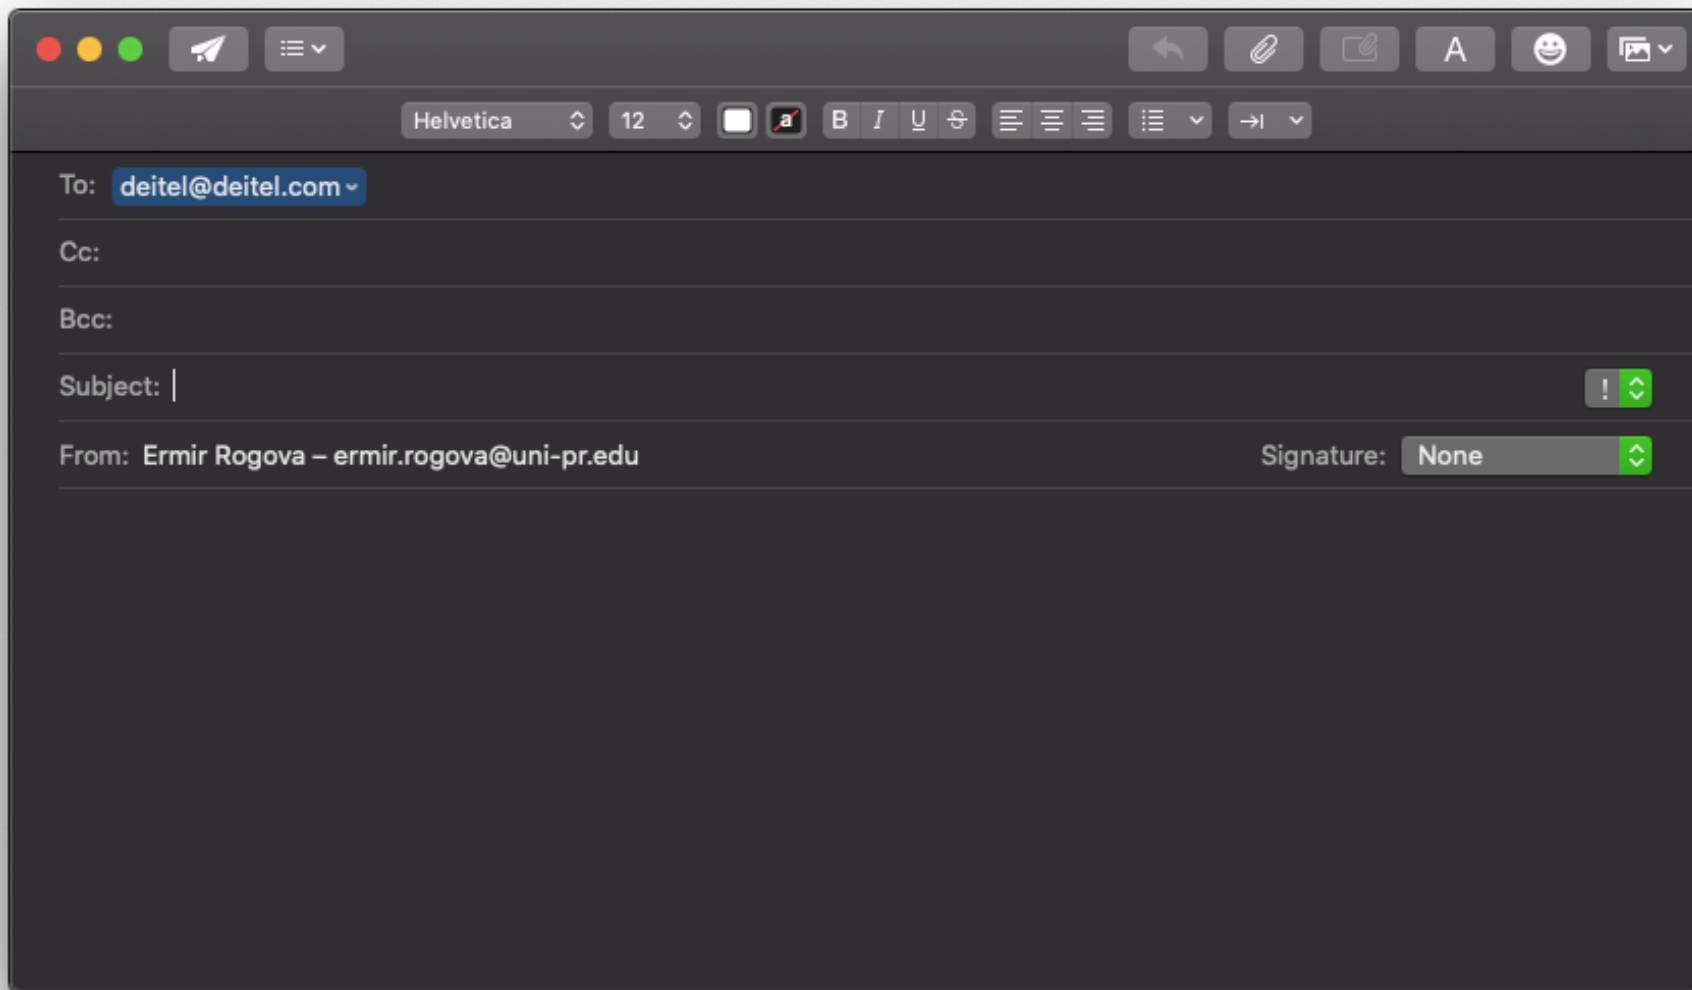 Helvetica 12 a B I U S A
To: deitel@deitel.com
Cc:
Bcc:
Subject: !
From: Ermir Rogova – ermir.rogova@uni-pr.edu Signature: None